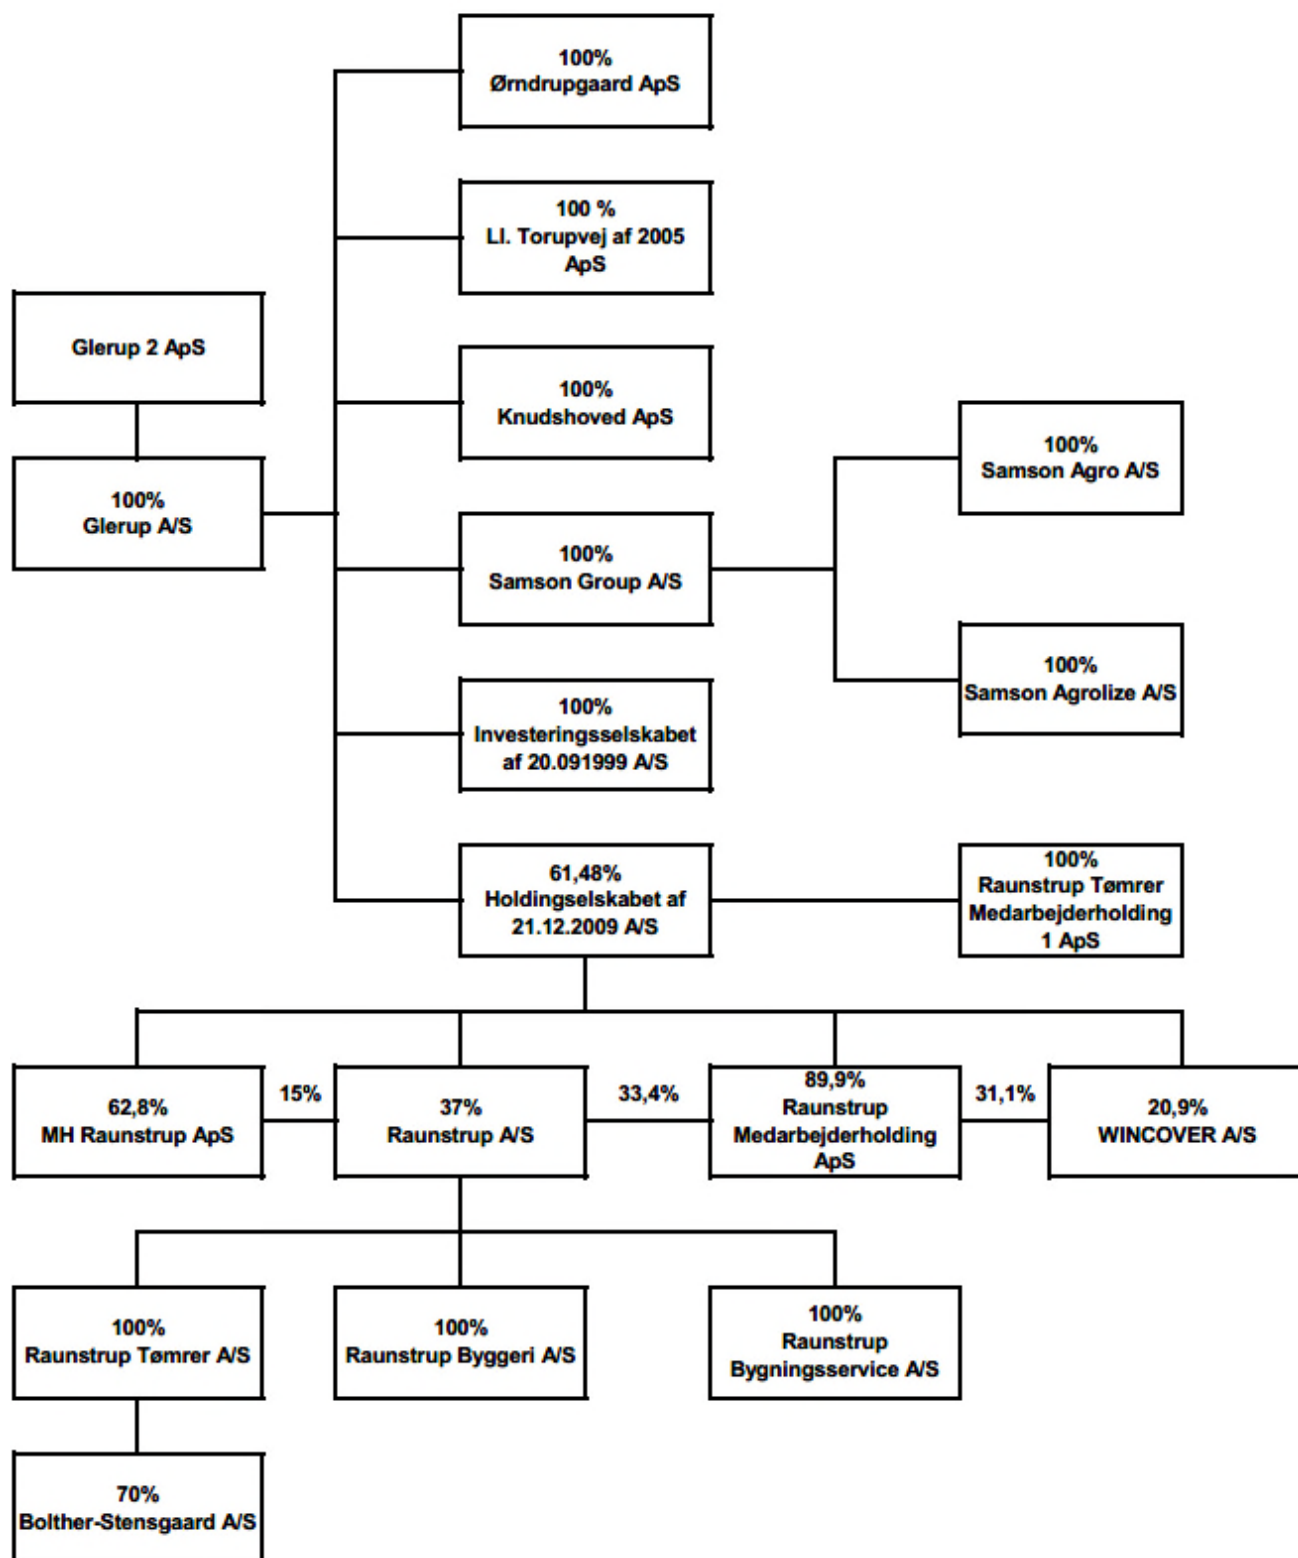 100%
Ørndrupgaard ApS
100 %
Ll. Torupvej af 2005
ApS
Glerup 2 ApS
100%
Knudshoved ApS
100%
Samson Agro A/S
100%
Glerup A/S
100%
Samson Group A/S
100%
Samson Agrolize A/S
100%
Investeringsselskabet
af 20.091999 A/S
61,48%
Holdingselskabet af
21.12.2009 A/S
100%
Raunstrup Tømrer
Medarbejderholding
1 ApS
62,8%
MH Raunstrup ApS
15%
37%
Raunstrup A/S
33,4%
89,9%
Raunstrup
Medarbejderholding
ApS
31,1%
20,9%
WINCOVER A/S
100%
Raunstrup Tømrer A/S
100%
Raunstrup Byggeri A/S
100%
Raunstrup
Bygningsservice A/S
70%
Bolther-Stensgaard A/S